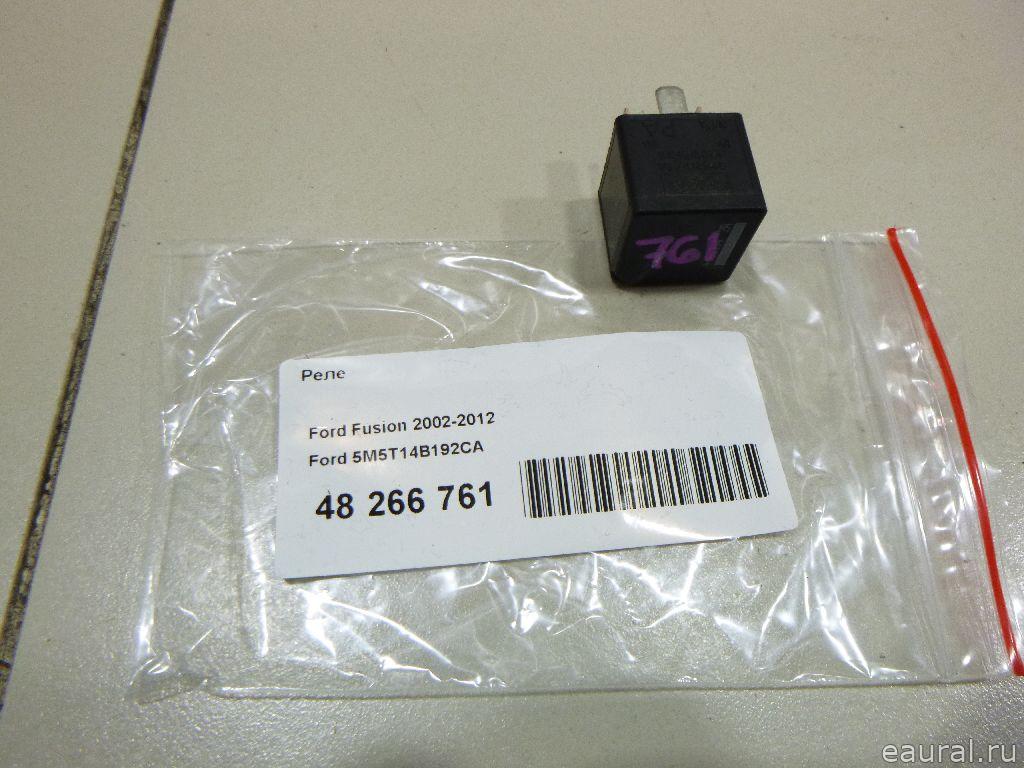 761
Реле
Ford Fusion 2002-2012
Ford 5M5T14B192CA
48 266 761
eaural.ru